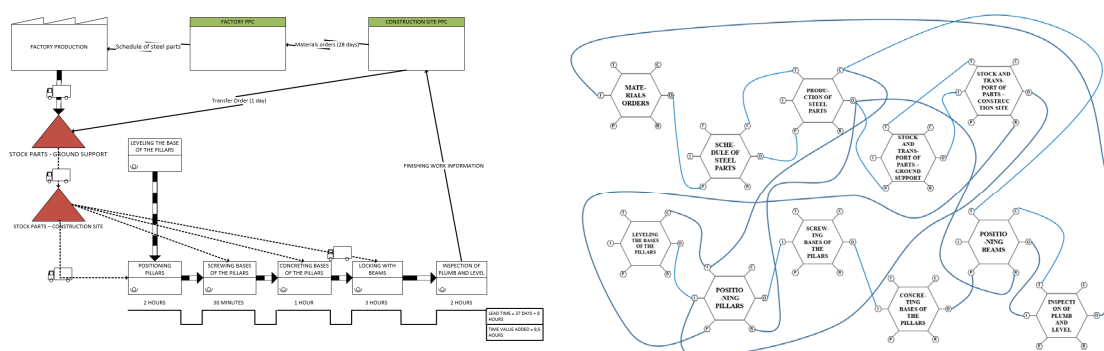 FACTORY PRODUCTION
FACTORY PPC
CONSTRUCTION SITE PPC
Schedule of steel parts
Materials orders (28 days)
Transfer Order (1 day)
LEVELING THE BASE
OF THE PILLARS
STOCK PARTS - GROUND SUPPORT
FINISHING WORK INFORMATION
STOCK PARTS – CONSTRUCTION SITE
POSITIONING
PILLARS
SCREWING BASES
OF THE PILLARS
CONCRETING BASES
OF THE PILLARS
LOCKING WITH
BEAMS
INSPECTION OF
PLUMB AND LEVEL
2 HOURS
30 MINUTES
1 HOUR
3 HOURS
2 HOURS
LEAD TIME = 37 DAYS + 8
HOURS
TIME VALUE ADDED = 8,5
HOURS
T
C
I
MATE-
RIALS
ORDERS
O
P
R
T
C
I
SCHE-
DULE OF
STEEL
PARTS
O
P
R
T
C
I
PRODU-
CTION OF
STEEL
PARTS
O
P
R
T
C
I
STOCK
AND
TRANS-
PORT OF
PARTS –
GROUND
SUPPORT
O
P
R
T
C
I
STOCK AND
TRANS-
PORT OF
PARTS –
CONSTRUC
TION SITE
O
P
R
T
C
I
LEVELING
THE BASES
OF THE
PILLARS
O
P
R
T
C
I
POSITIO
-NING
PILLARS
O
P
R
T
C
I
SCREW-
ING
BASES OF
THE
PILARS
O
P
R
T
C
I
CONCRE-
TING
BASES OF
THE
PILLARS
O
P
R
T
C
I
POSITIO
-NING
BEAMS
O
P
R
T
C
I
INSPECTI
ON OF
PLUMB
AND
LEVEL
O
P
R